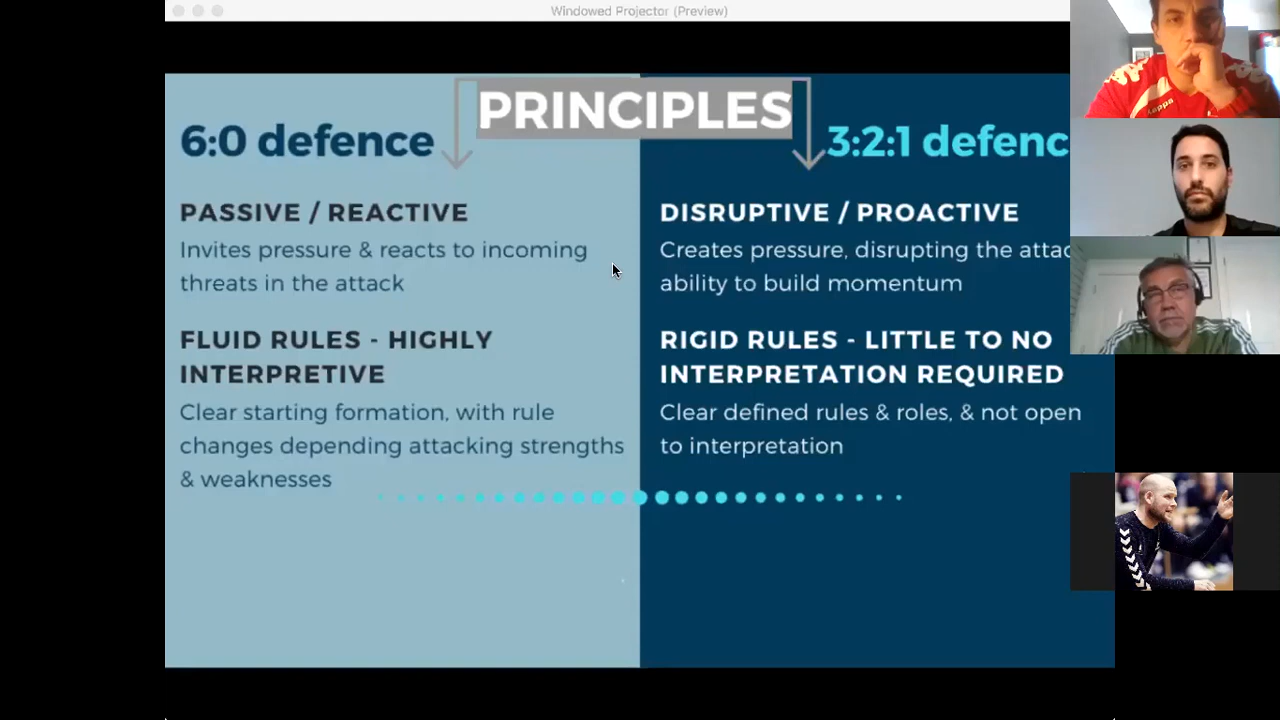 Windowed Projector (Preview)
PRINCIPLES
6:0 defence
PASSIVE / REACTIVE
Invites pressure & reacts to incoming
threats in the attack
FLUID RULES - HIGHLY
INTERPRETIVE
Clear starting formation, with rule
changes depending attacking strengths
& weaknesses
3:2:1 defenc
DISRUPTIVE / PROACTIVE
Creates pressure, disrupting the attac
ability to build momentum
RIGID RULES - LITTLE TO NO
INTERPRETATION REQUIRED
Clear defined rules & roles, & not open
to interpretation
Kappa